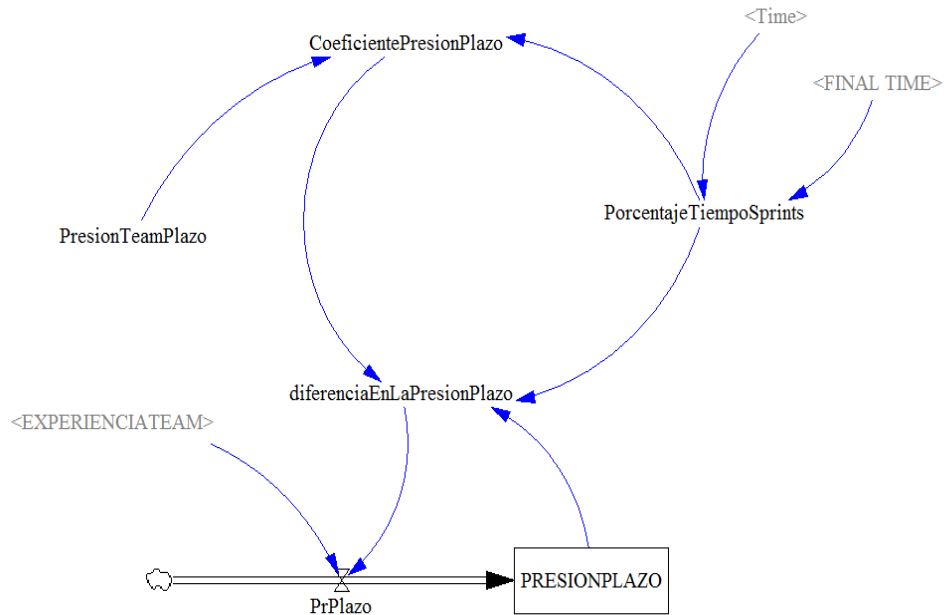 <Time>
CoeficientePresionPlazo
<FINAL TIME>
PorcentajeTiempoSprints
PresionTeamPlazo
diferenciaEnLaPresionPlazo
<EXPERIENCIATEAM>
PRESIONPLAZO
PrPlazo